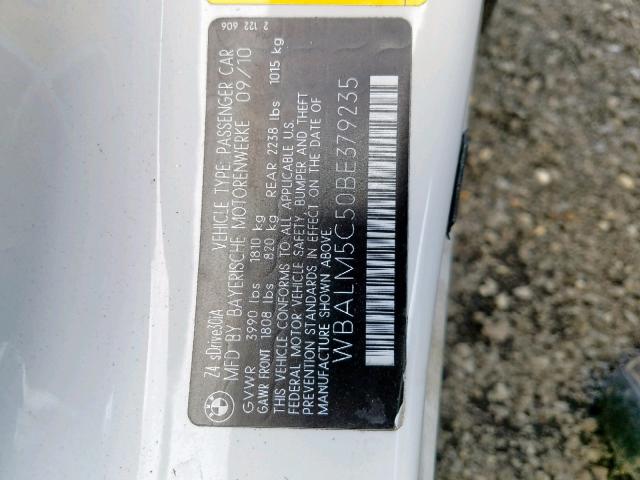 2 122 606
Z4 sDrive30iA VEHICLE TYPE: PASSENGER CAR
MFD BY BAYERISCHE MOTORENWERKE 09/10
GVWR 3990 lbs 1810 kg
GAWR FRONT 1808 lbs 820 kg REAR 2238 lbs 1015 kg
THIS VEHICLE CONFORMS TO ALL APPLICABLE U.S.
FEDERAL MOTOR VEHICLE SAFETY, BUMPER AND THEFT
PREVENTION STANDARDS IN EFFECT ON THE DATE OF
MANUFACTURE SHOWN ABOVE.
WBALM5C50BE379235